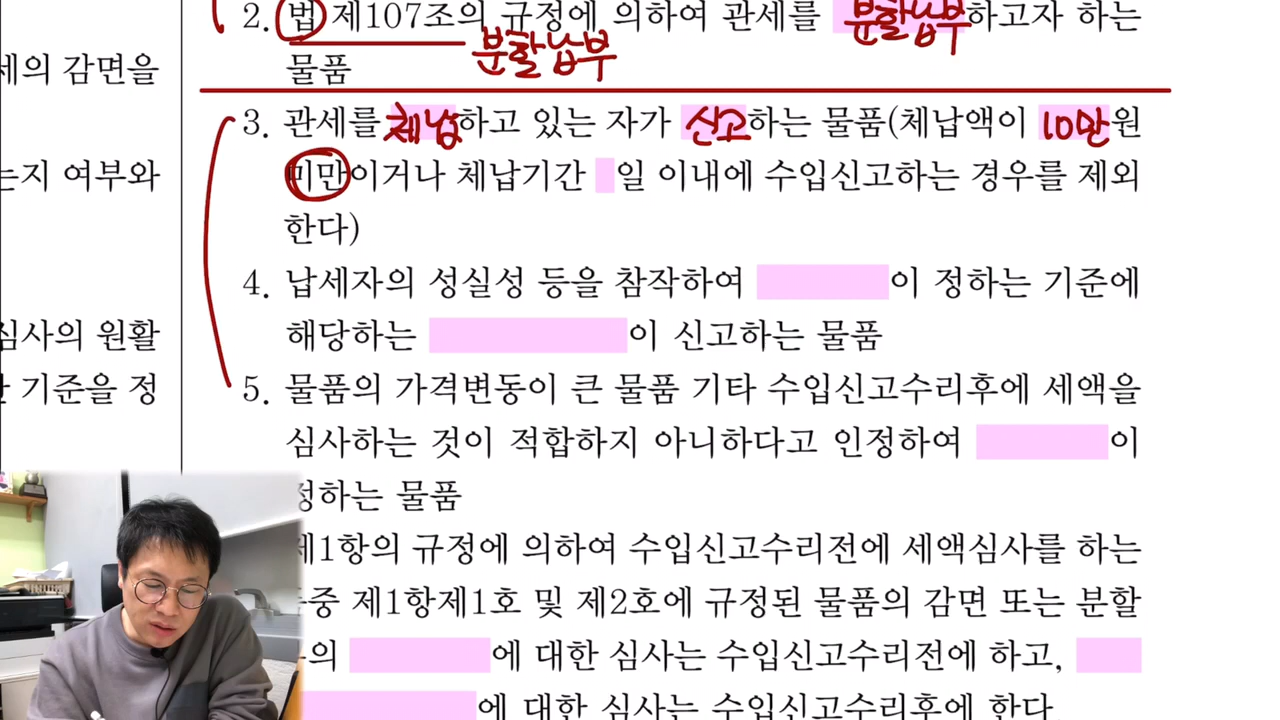 2. 법 제107조의 규정에 의하여 관세를 분할납부하고자 하는
분할납부
물품
3. 관세를 체납하고 있는 자가 신고하는 물품(체납액이 10만원
미만이거나 체납기간 일 이내에 수입신고하는 경우를 제외
한다)
4. 납세자의 성실성 등을 참작하여 이 정하는 기준에
해당하는 이 신고하는 물품
5. 물품의 가격변동이 큰 물품 기타 수입신고수리후에 세액을
심사하는 것이 적합하지 아니하다고 인정하여 이
정하는 물품
제1항의 규정에 의하여 수입신고수리전에 세액심사를 하는
중 제1항제1호 및 제2호에 규정된 물품의 감면 또는 분할
의 에 대한 심사는 수입신고수리전에 하고,
에 대한 심사는 수입신고수리후에 한다.
세의 감면을
는지 여부와
심사의 원활
기준을 정